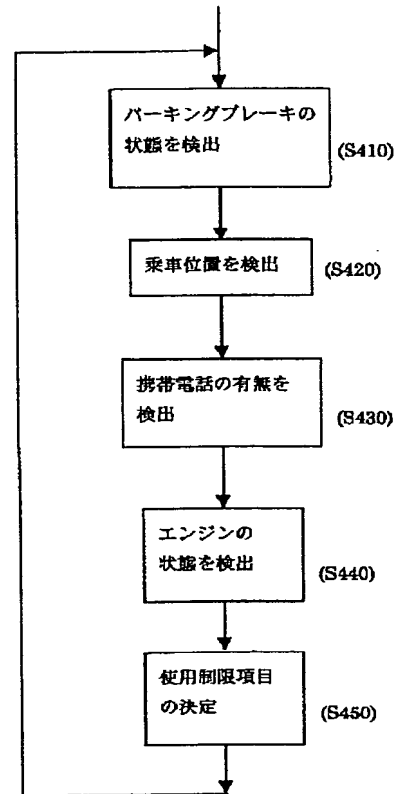 パーキングブレーキの
状態を検出
(S410)
乗車位置を検出
(S420)
携帯電話の有無を
検出
(S430)
エンジンの
状態を検出
(S440)
使用制限項目
の決定
(S450)